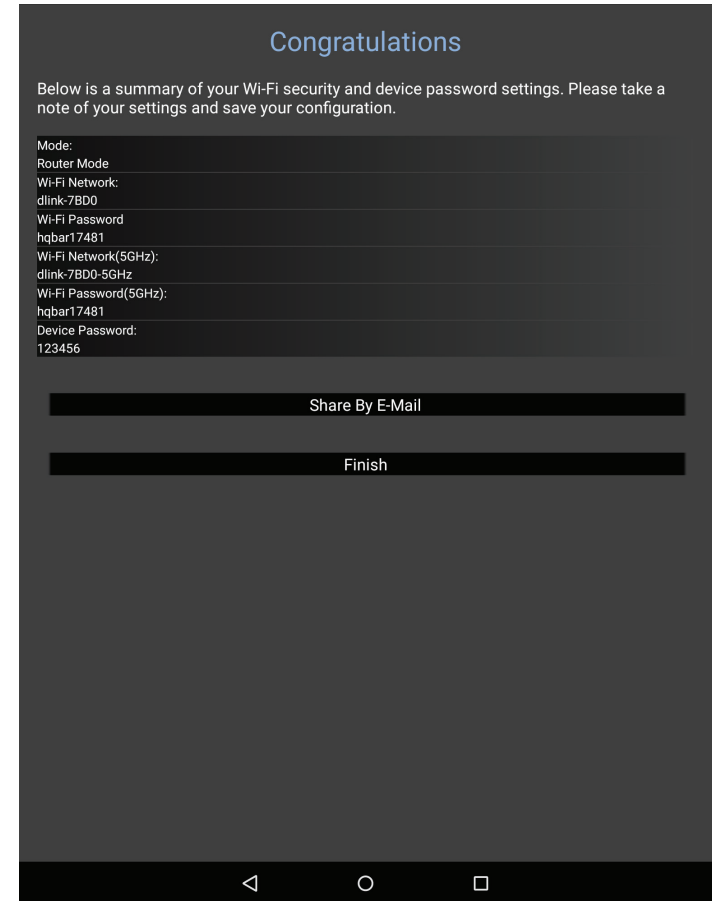 Congratulations
Below is a summary of your Wi-Fi security and device password settings. Please take a
note of your settings and save your configuration.
Mode:
Router Mode
Wi-Fi Network:
dlink-7BD0
Wi-Fi Password
hqbar17481
Wi-Fi Network(5GHz):
dlink-7BD0-5GHz
Wi-Fi Password(5GHz):
hqbar17481
Device Password:
123456
Share By E-Mail
Finish